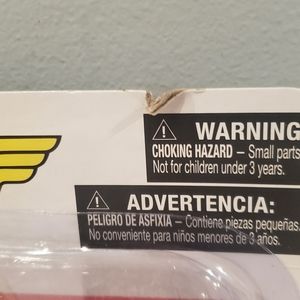 WARNING
CHOKING HAZARD – Small parts
Not for children under 3 years.
ADVERTENCIA:
PELIGRO DE ASFIXIA – Contiene piezas pequeñas.
No conveniente para niños menores de 3 años.